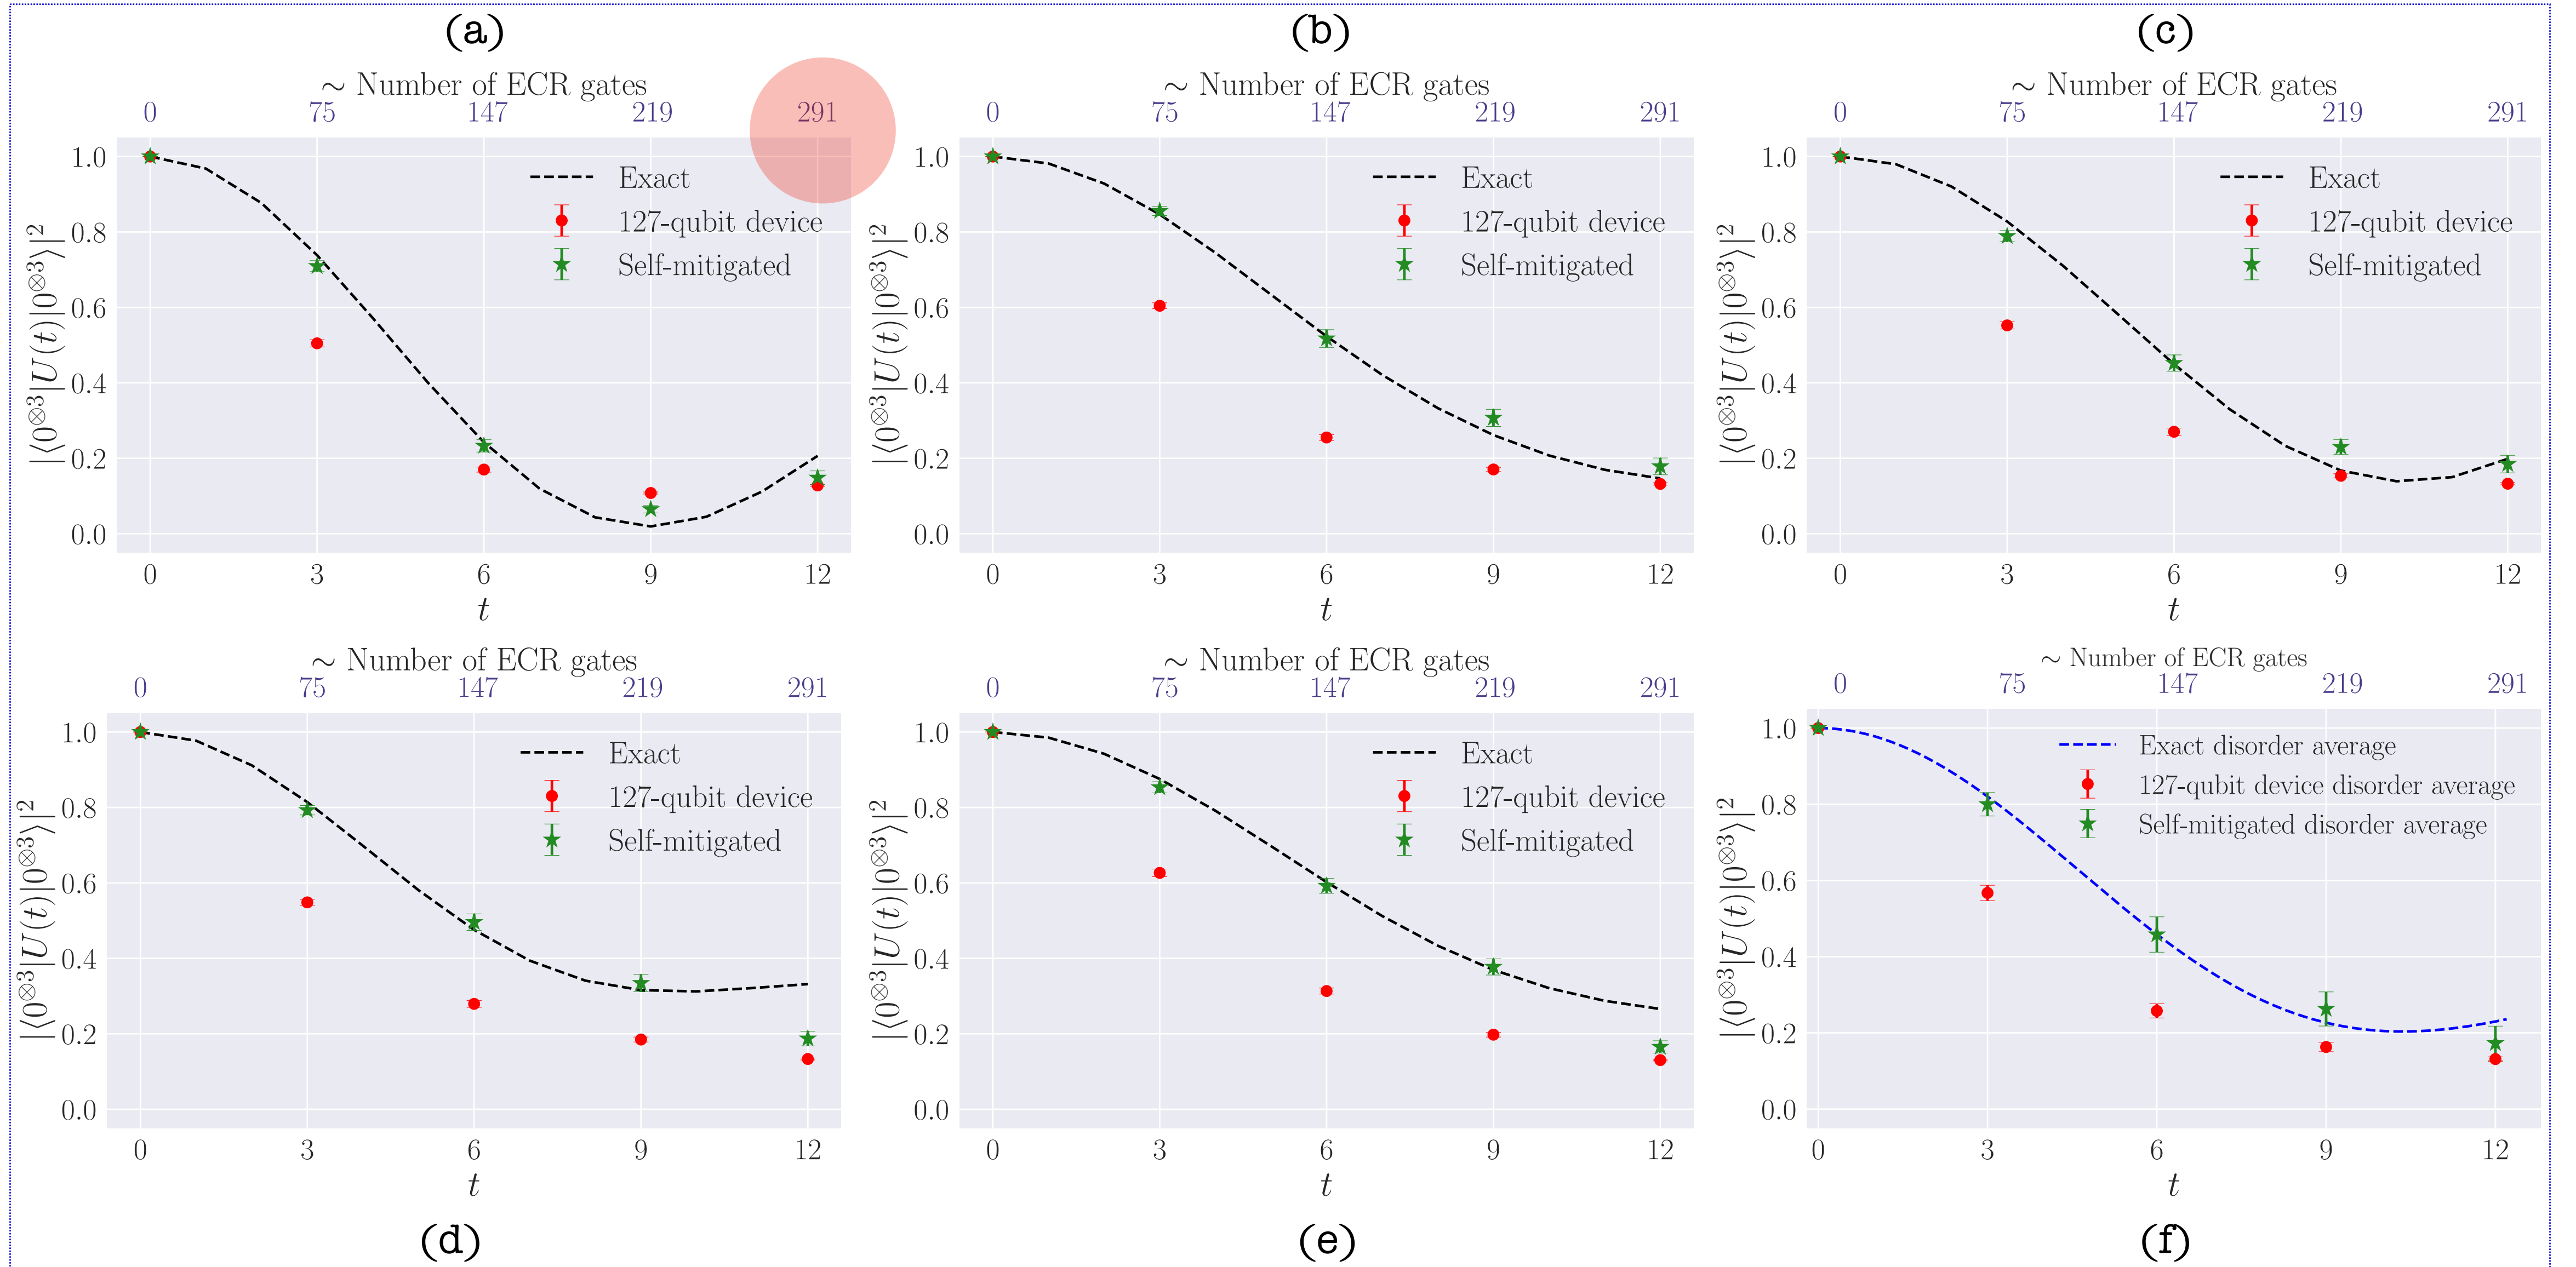 (a)
(b)
(c)
~ Number of ECR gates
0 75 147 219 291
1.0
0.8
0.6
0.4
0.2
0.0
|⟨0^{⊗3}|U(t)|0^{⊗3}⟩|^2
Exact
127-qubit device
Self-mitigated
0 3 6 9 12
t
~ Number of ECR gates
0 75 147 219 291
1.0
0.8
0.6
0.4
0.2
0.0
|⟨0^{⊗3}|U(t)|0^{⊗3}⟩|^2
Exact
127-qubit device
Self-mitigated
0 3 6 9 12
t
~ Number of ECR gates
0 75 147 219 291
1.0
0.8
0.6
0.4
0.2
0.0
|⟨0^{⊗3}|U(t)|0^{⊗3}⟩|^2
Exact
127-qubit device
Self-mitigated
0 3 6 9 12
t
~ Number of ECR gates
0 75 147 219 291
1.0
0.8
0.6
0.4
0.2
0.0
|⟨0^{⊗3}|U(t)|0^{⊗3}⟩|^2
Exact
127-qubit device
Self-mitigated
0 3 6 9 12
t
~ Number of ECR gates
0 75 147 219 291
1.0
0.8
0.6
0.4
0.2
0.0
|⟨0^{⊗3}|U(t)|0^{⊗3}⟩|^2
Exact
127-qubit device
Self-mitigated
0 3 6 9 12
t
~ Number of ECR gates
0 75 147 219 291
1.0
0.8
0.6
0.4
0.2
0.0
|⟨0^{⊗3}|U(t)|0^{⊗3}⟩|^2
Exact disorder average
127-qubit device disorder average
Self-mitigated disorder average
0 3 6 9 12
t
(d)
(e)
(f)